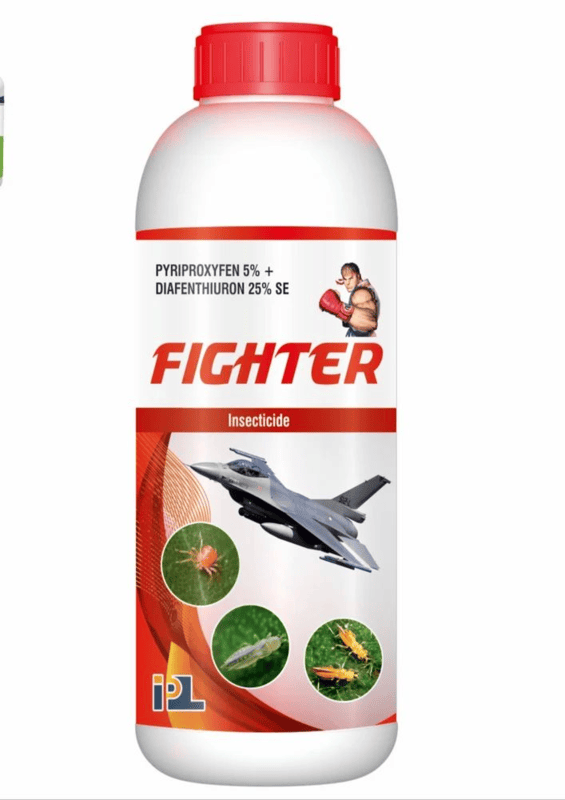 PYRIPROXYFEN 5% +
DIAFENTHIURON 25% SE
FIGHTER
Insecticide
IPL